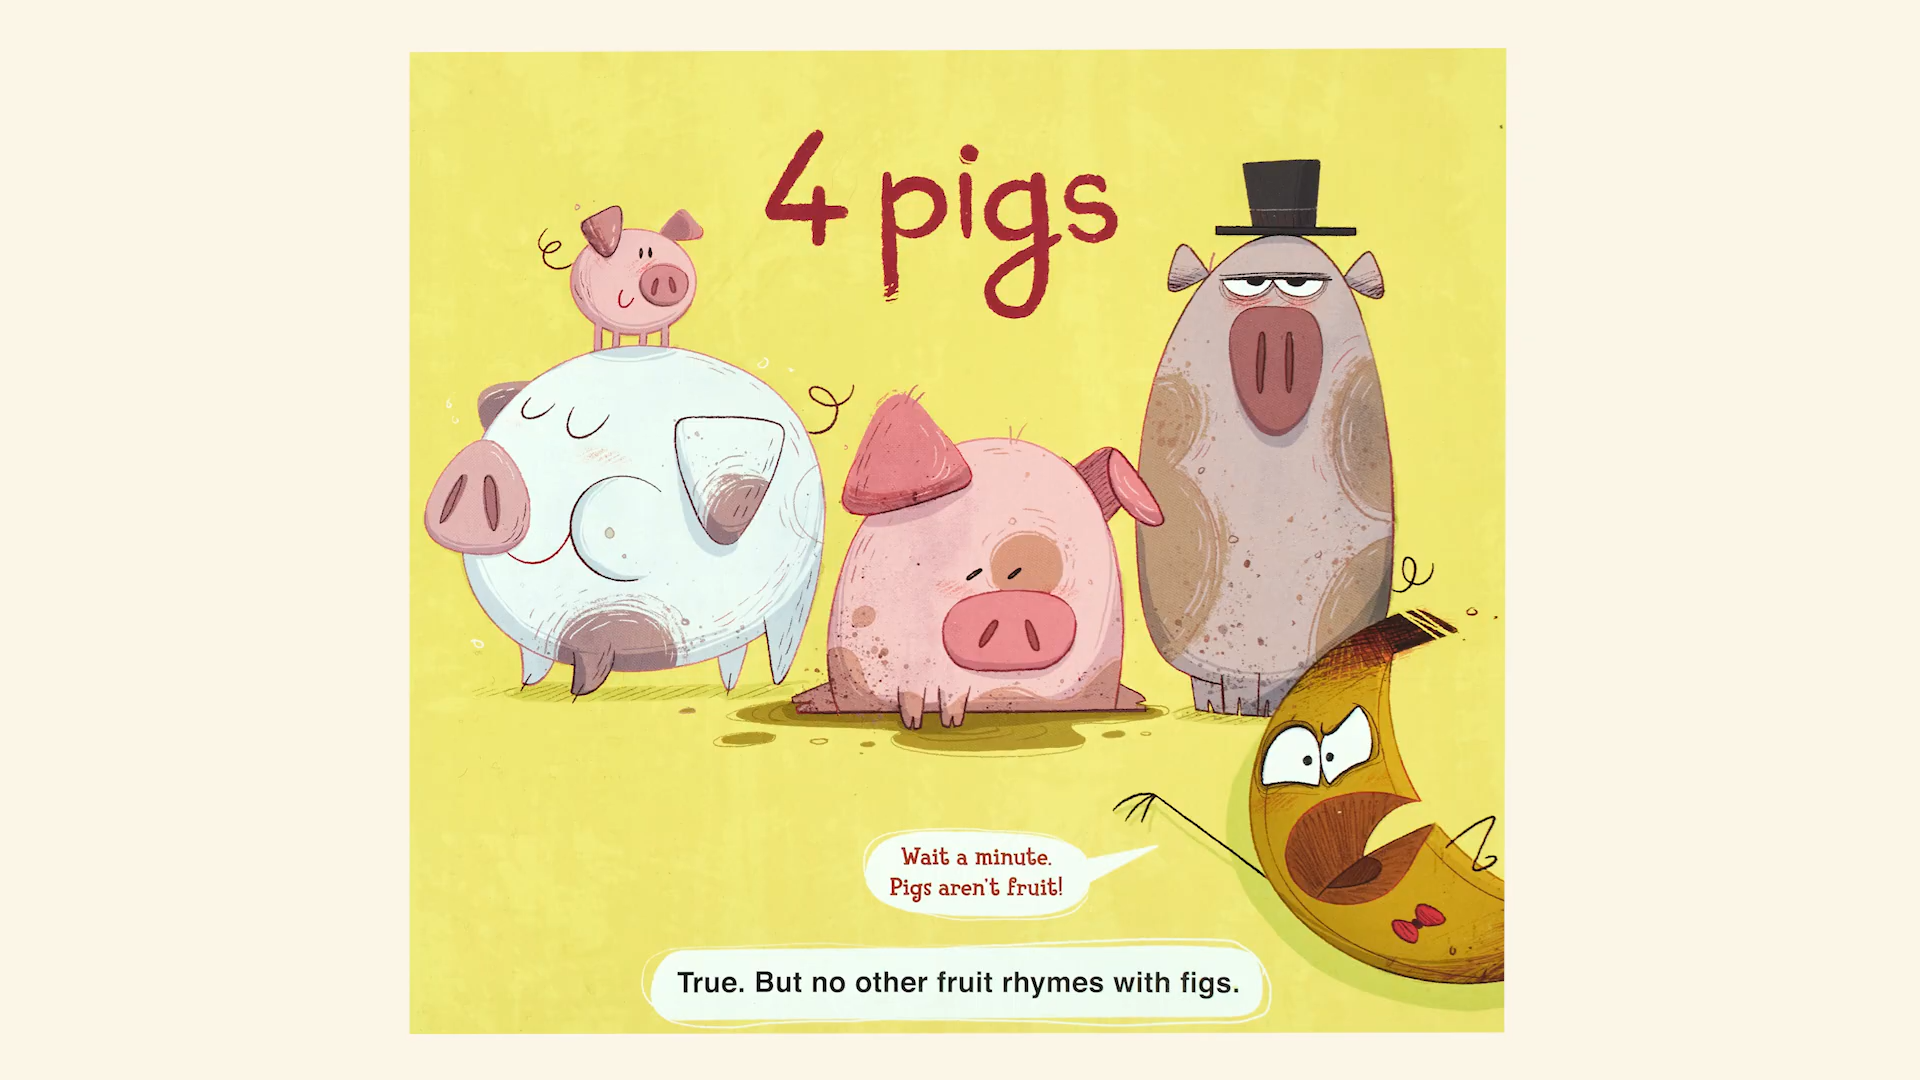 4 pigs
Wait a minute.
Pigs aren't fruit!
True. But no other fruit rhymes with figs.